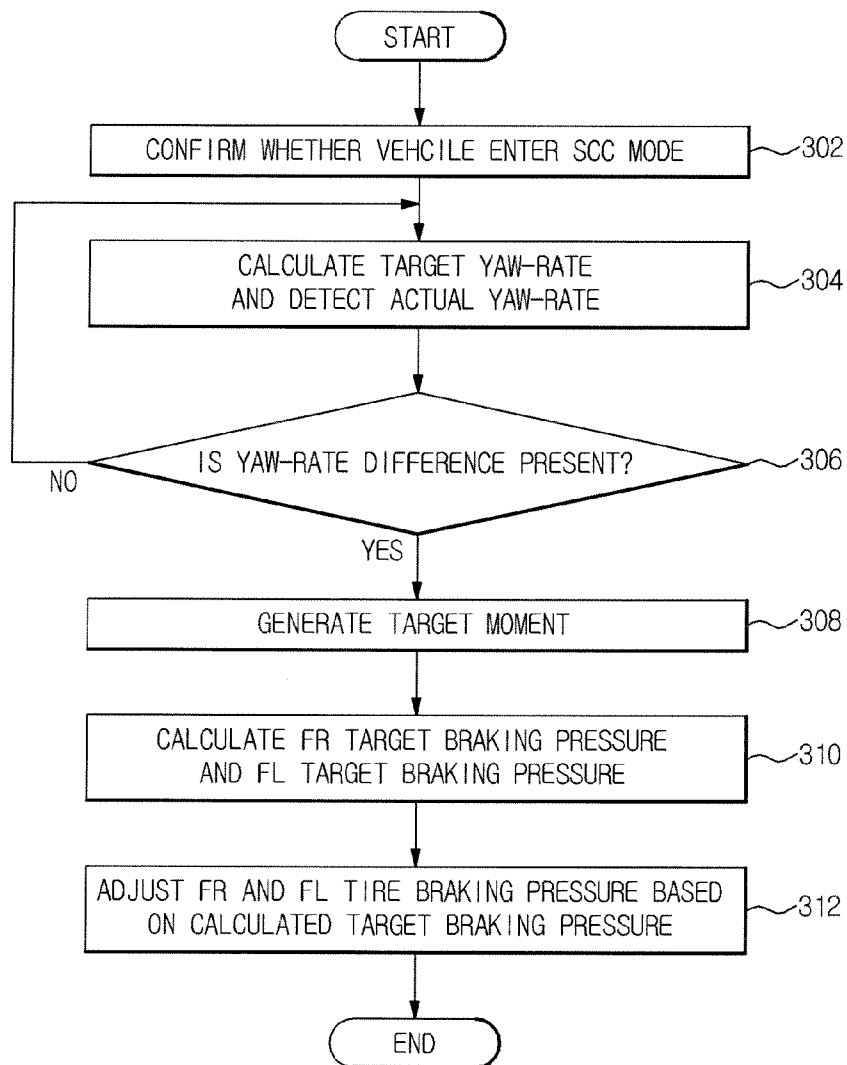 START
CONFIRM WHETHER VEHCILE ENTER SCC MODE
302
CALCULATE TARGET YAW-RATE
AND DETECT ACTUAL YAW-RATE
304
IS YAW-RATE DIFFERENCE PRESENT?
306
NO
YES
GENERATE TARGET MOMENT
308
CALCULATE FR TARGET BRAKING PRESSURE
AND FL TARGET BRAKING PRESSURE
310
ADJUST FR AND FL TIRE BRAKING PRESSURE BASED
ON CALCULATED TARGET BRAKING PRESSURE
312
END